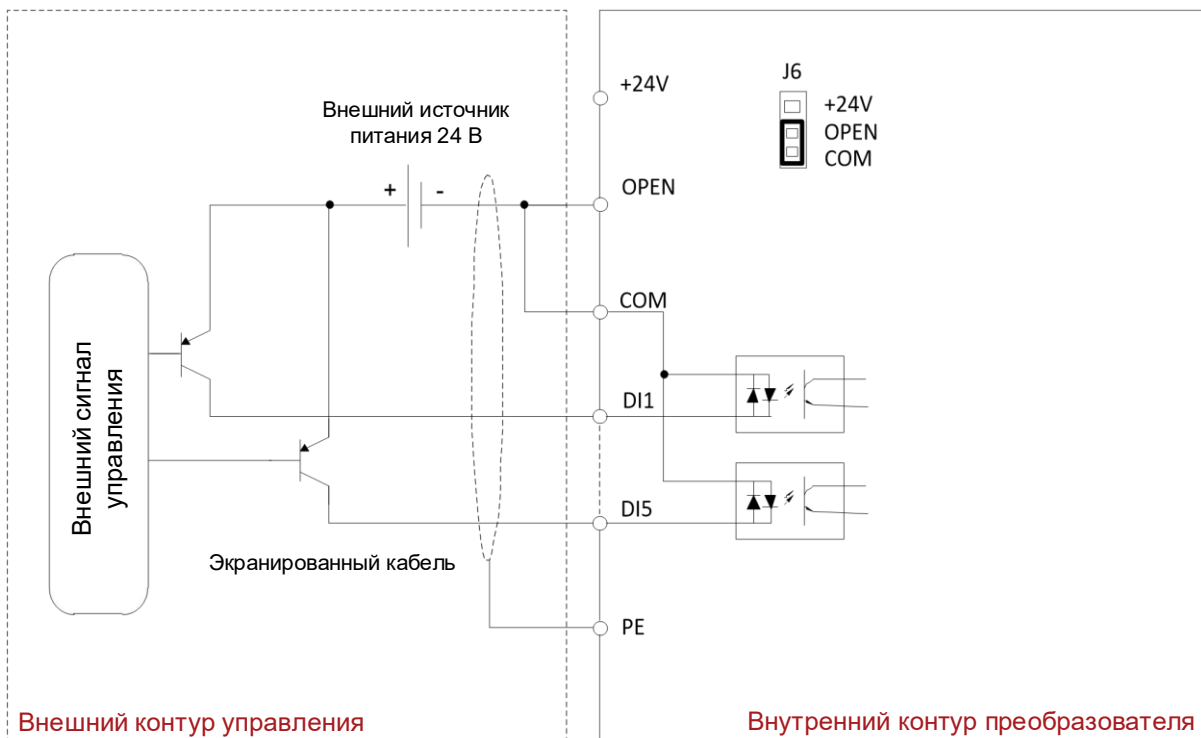 J6
+24V
+24V
OPEN
COM
Внешний источник
питания 24 В
+ -
OPEN
COM
Внешний сигнал
управления
DI1
DI5
Экранированный кабель
PE
Внешний контур управления
Внутренний контур преобразователя